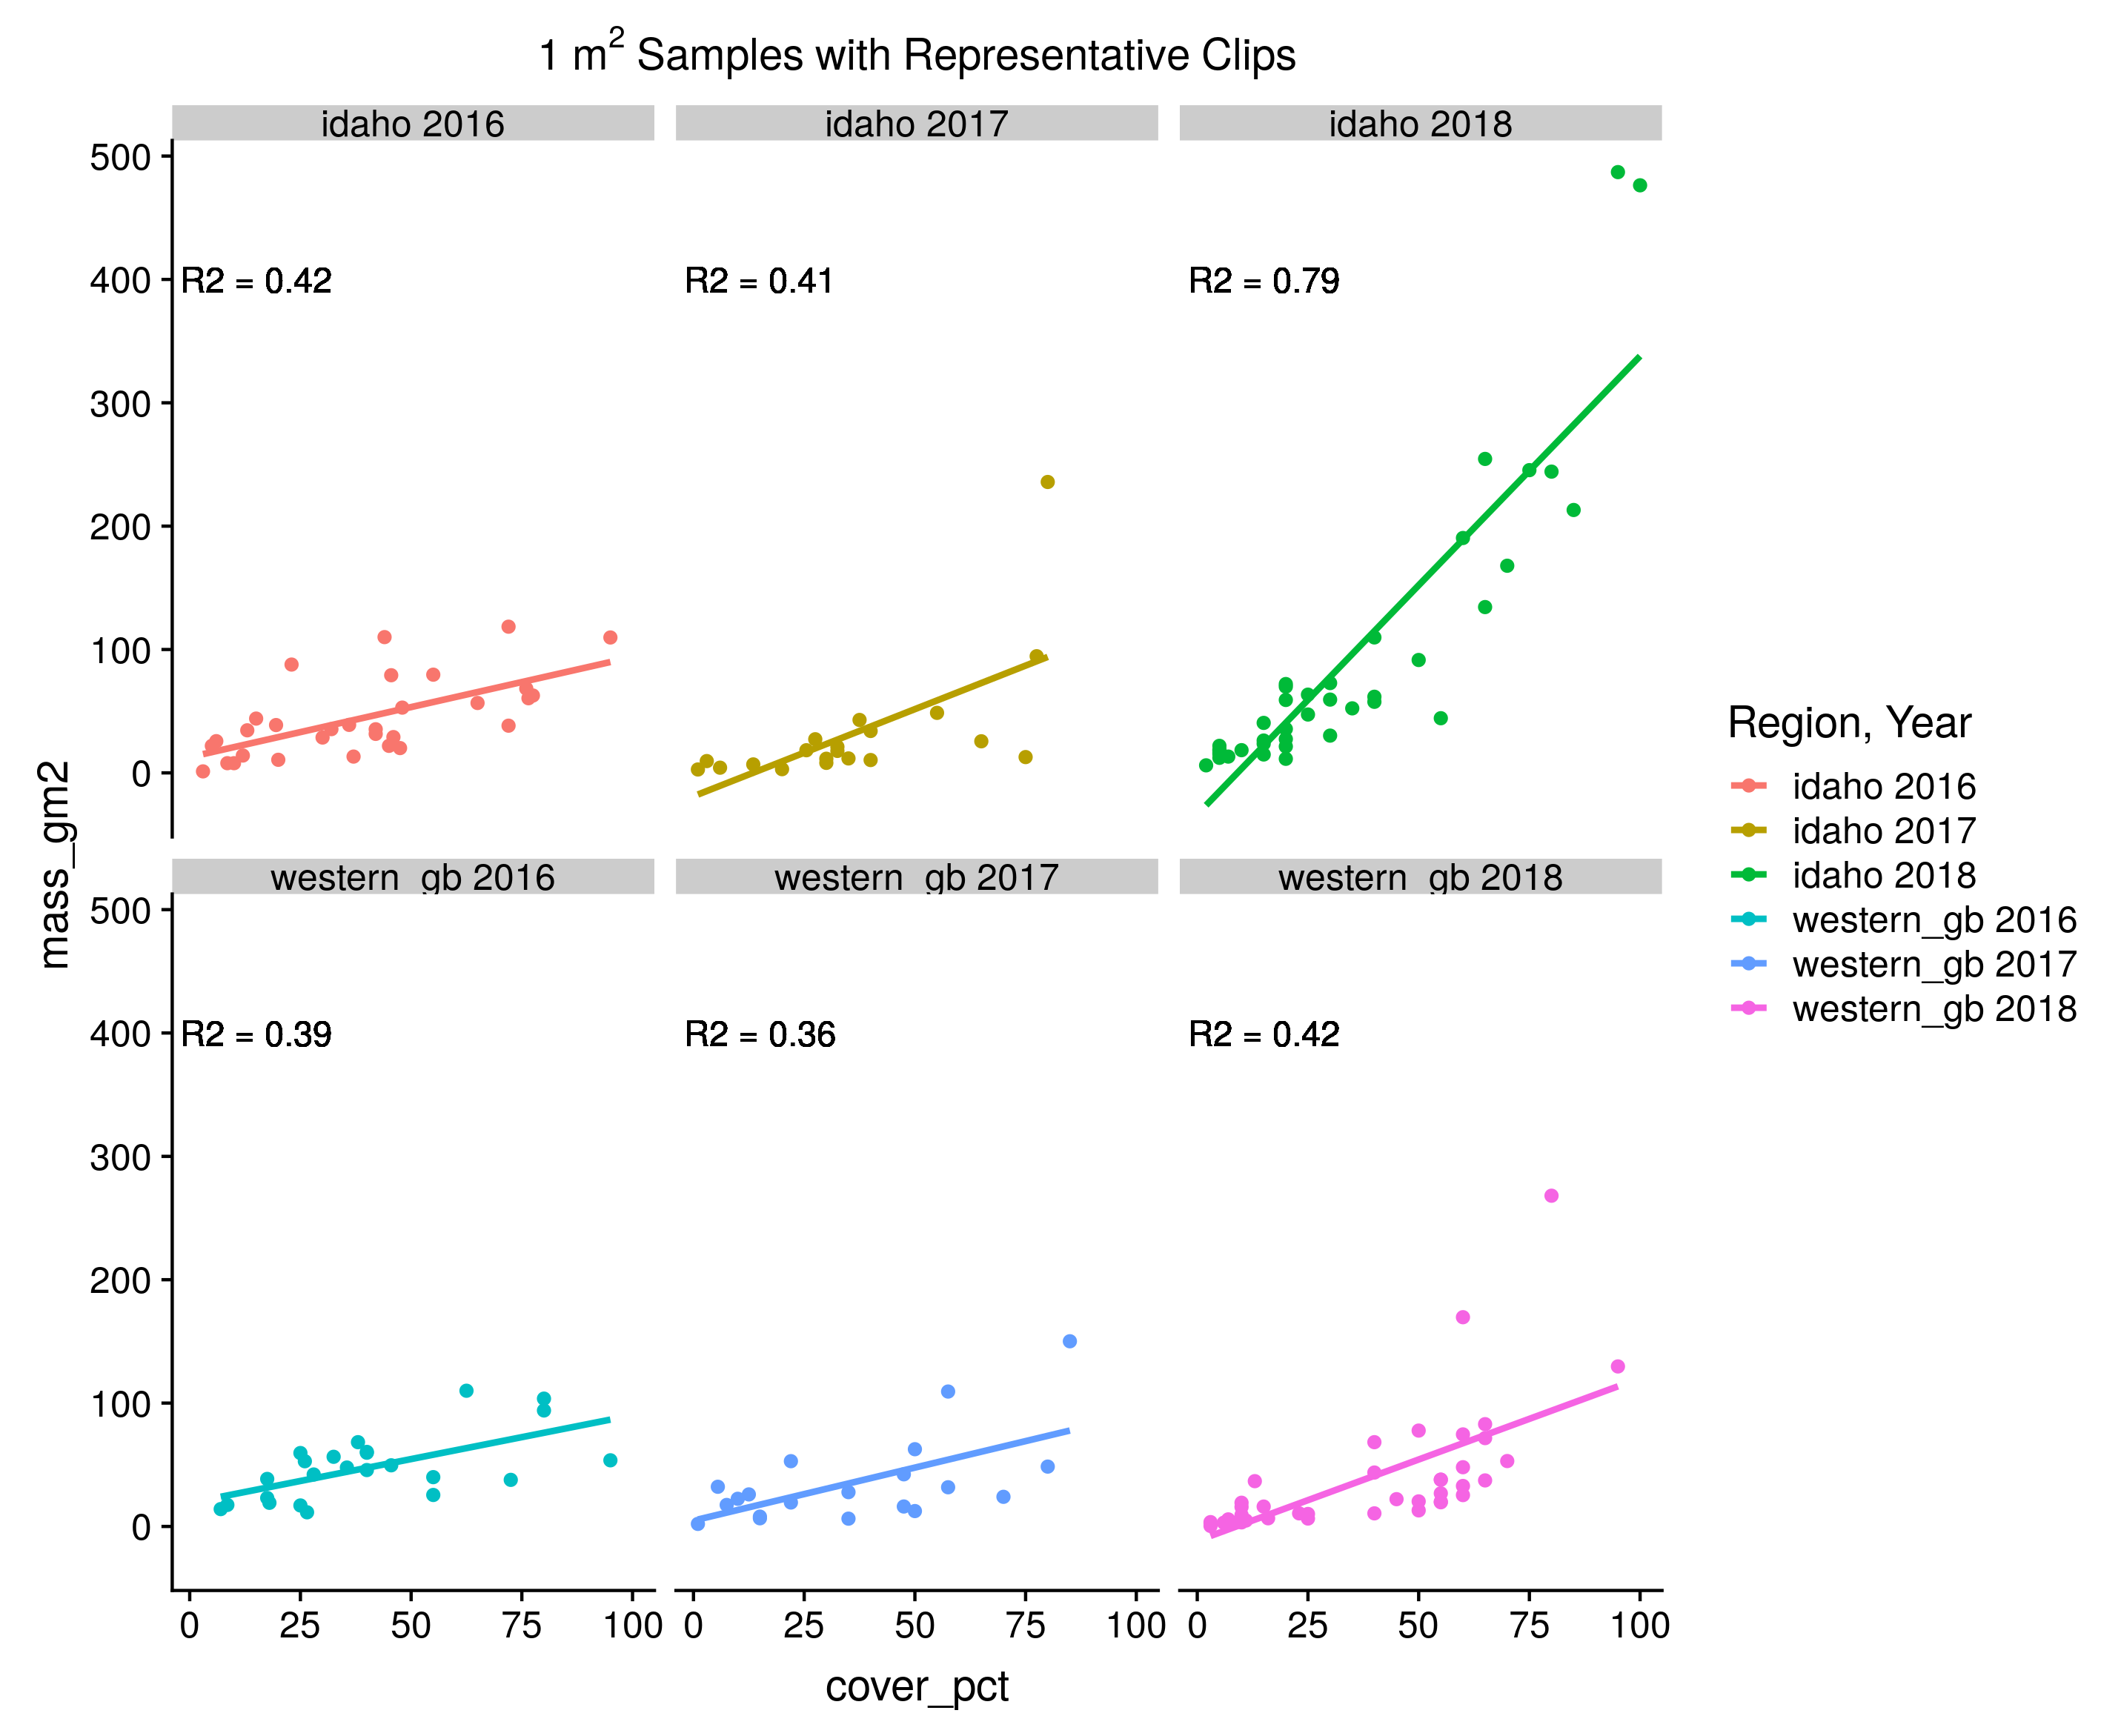 1 m² Samples with Representative Clips
idaho 2016
idaho 2017
idaho 2018
500
400
300
200
100
0
R2 = 0.42
R2 = 0.41
R2 = 0.79
mass_gm2
western_gb 2016
western_gb 2017
western_gb 2018
500
400
300
200
100
0
R2 = 0.39
R2 = 0.36
R2 = 0.42
0 25 50 75 100
0 25 50 75 100
0 25 50 75 100
cover_pct
Region, Year
idaho 2016
idaho 2017
idaho 2018
western_gb 2016
western_gb 2017
western_gb 2018